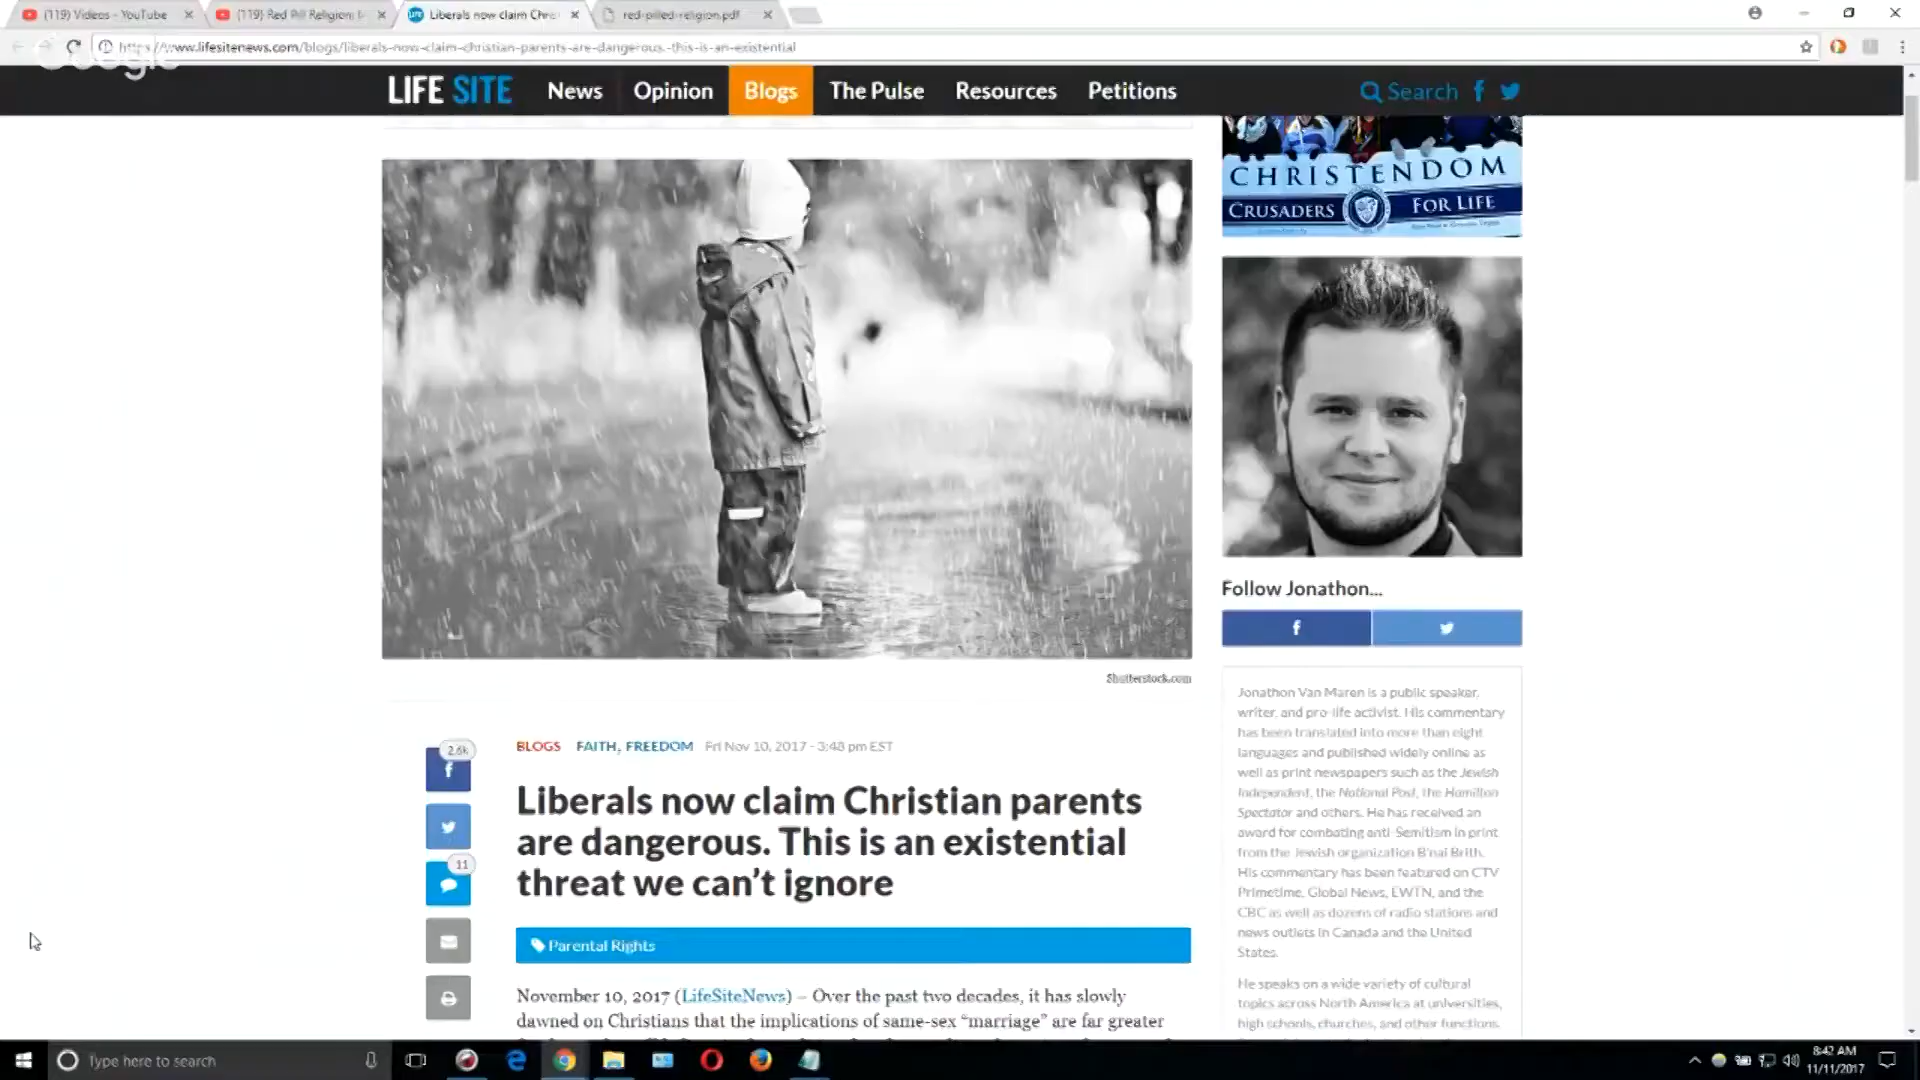 (119) Videos - YouTube
(119) Red Pill Religion
Liberals now claim Chris
red-pilled-religion.pdf
https://www.lifesitenews.com/blogs/liberals-now-claim-christian-parents-are-dangerous.-this-is-an-existential
Google
LIFE SITE
News
Opinion
Blogs
The Pulse
Resources
Petitions
Search
CHRISTENDOM
CRUSADERS FOR LIFE
Shutterstock.com
Follow Jonathon...
Jonathon Van Maren is a public speaker,
writer, and pro-life activist. His commentary
has been translated into more than eight
languages and published widely online as
well as print newspapers such as the Jewish
Independent, the National Post, the Hamilton
Spectator and others. He has received an
award for combating anti-Semitism in print
from the Jewish organization B'nai Brith.
His commentary has been featured on CTV
Primetime, Global News, EWTN, and the
CBC as well as dozens of radio stations and
news outlets in Canada and the United
States.
He speaks on a wide variety of cultural
topics across North America at universities,
high schools, churches, and other functions.
2.6k
11
BLOGS FAITH, FREEDOM Fri Nov 10, 2017 - 3:48 pm EST
Liberals now claim Christian parents
are dangerous. This is an existential
threat we can't ignore
Parental Rights
November 10, 2017 (LifeSiteNews) – Over the past two decades, it has slowly
dawned on Christians that the implications of same-sex “marriage” are far greater
Type here to search
8:42 AM
11/11/2017